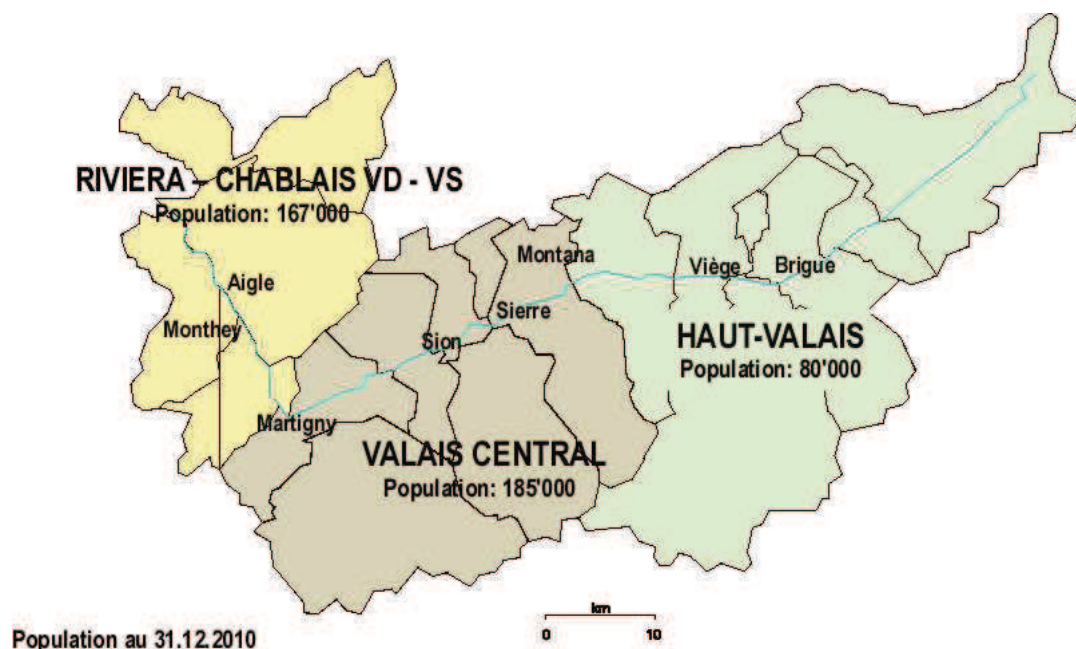 RIVIERA - CHABLAIS VD - VS
Population: 167'000
Aigle
Monthey
Montana
Viège
Brigue
Sierre
Sion
HAUT-VALAIS
Population: 80'000
Martigny
VALAIS CENTRAL
Population: 185'000
km
0 10
Population au 31.12.2010